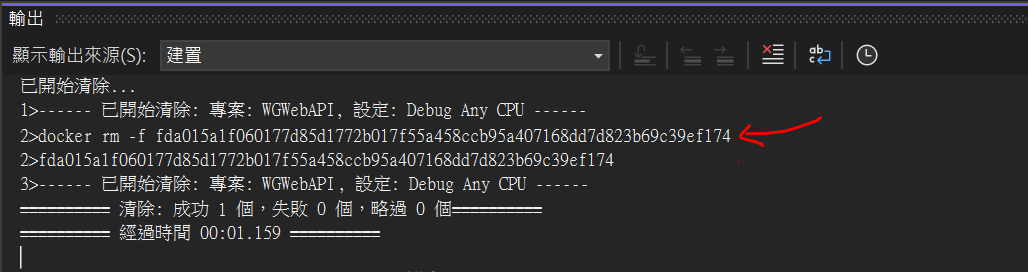 輸出
顯示輸出來源(S): 建置
已開始清除...
1>------ 已開始清除: 專案: WGWebAPI, 設定: Debug Any CPU ------
2>docker rm -f fda015a1f060177d85d1772b017f55a458ccb95a407168dd7d823b69c39ef174
2>fda015a1f060177d85d1772b017f55a458ccb95a407168dd7d823b69c39ef174
3>------ 已開始清除: 專案: WGWebAPI, 設定: Debug Any CPU ------
========== 清除: 成功 1 個，失敗 0 個，略過 0 個==========
========== 經過時間 00:01.159 ==========